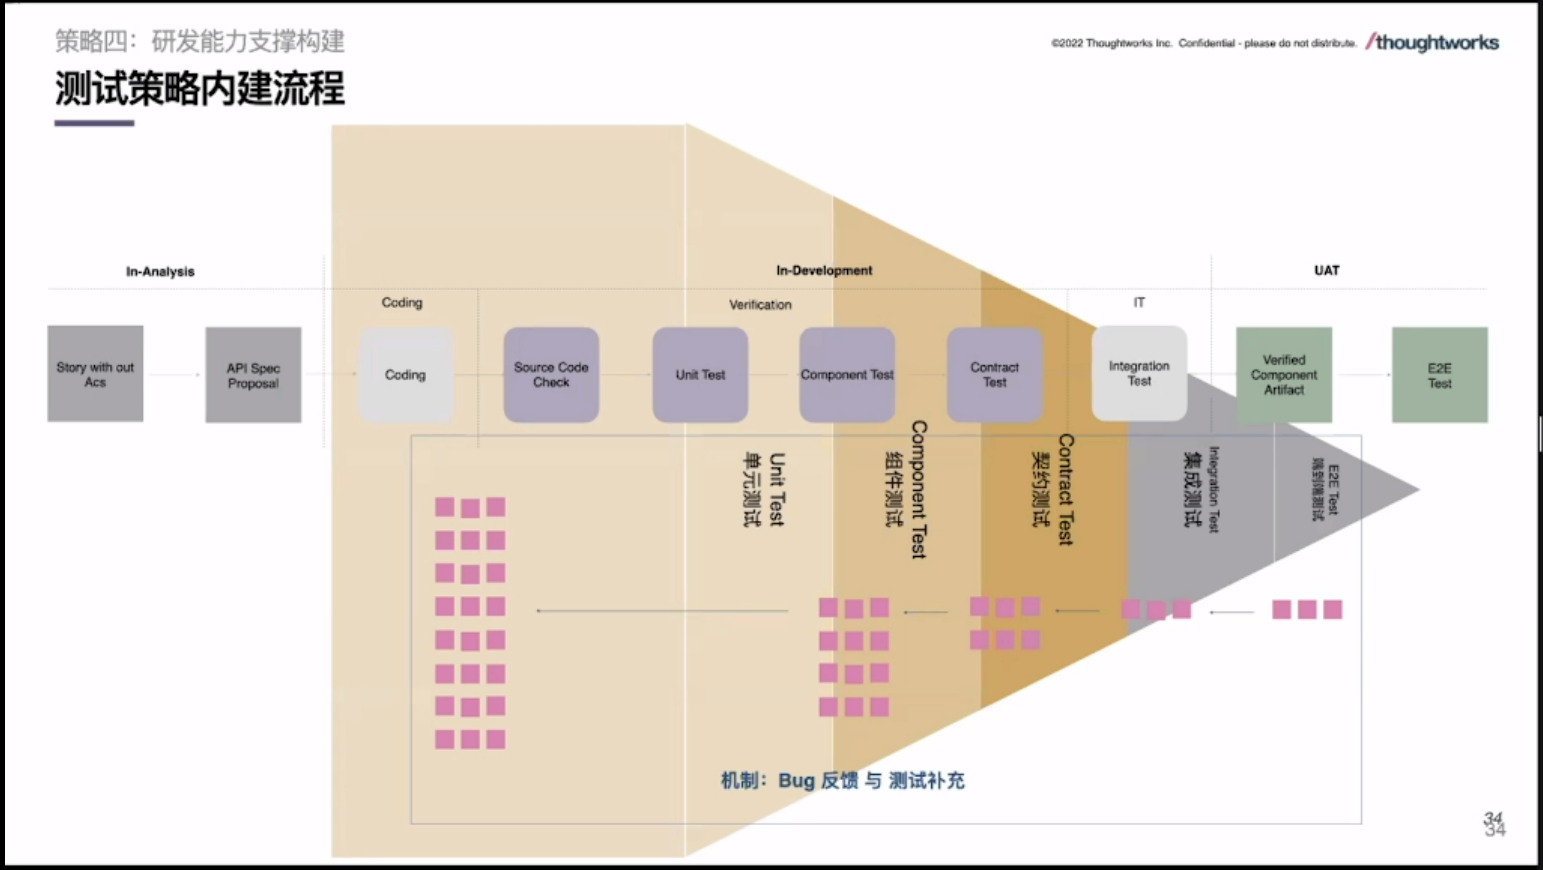 策略四：研发能力支撑构建
©2022 Thoughtworks Inc. Confidential - please do not distribute.
/thoughtworks
测试策略内建流程
In-Analysis
In-Development
UAT
Coding
Verification
IT
Story with out
Acs
API Spec
Proposal
Coding
Source Code
Check
Unit Test
Component Test
Contract
Test
Integration
Test
Verified
Component
Artifact
E2E
Test
Unit Test
单元测试
Component Test
组件测试
Contract Test
契约测试
Integration Test
集成测试
E2E Test
端到端测试
机制：Bug 反馈 与 测试补充
34
34